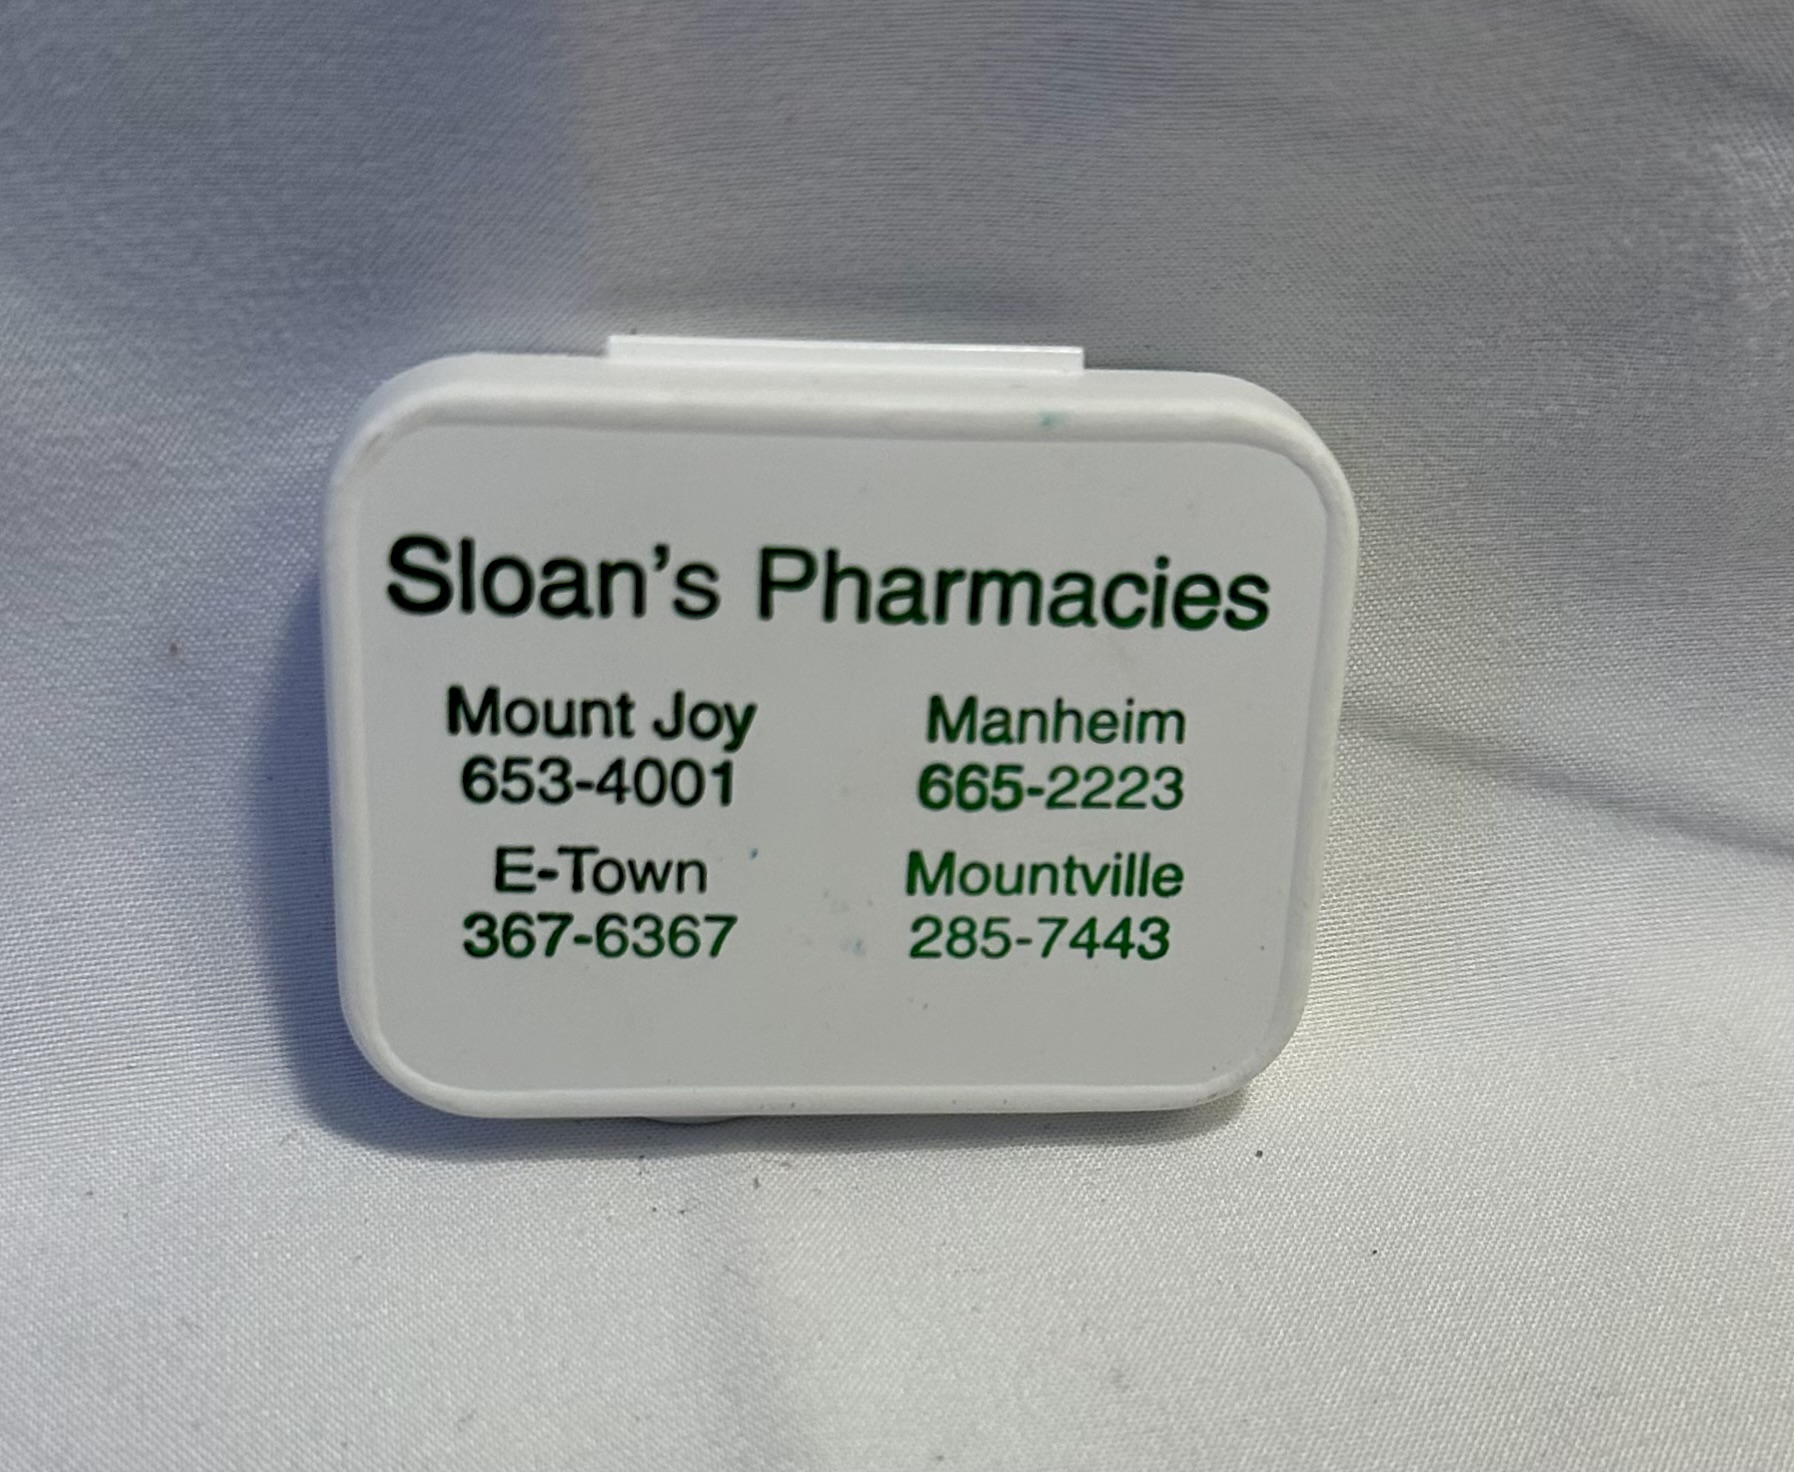 Sloan's Pharmacies
Mount Joy
653-4001
Manheim
665-2223
E-Town
367-6367
Mountville
285-7443